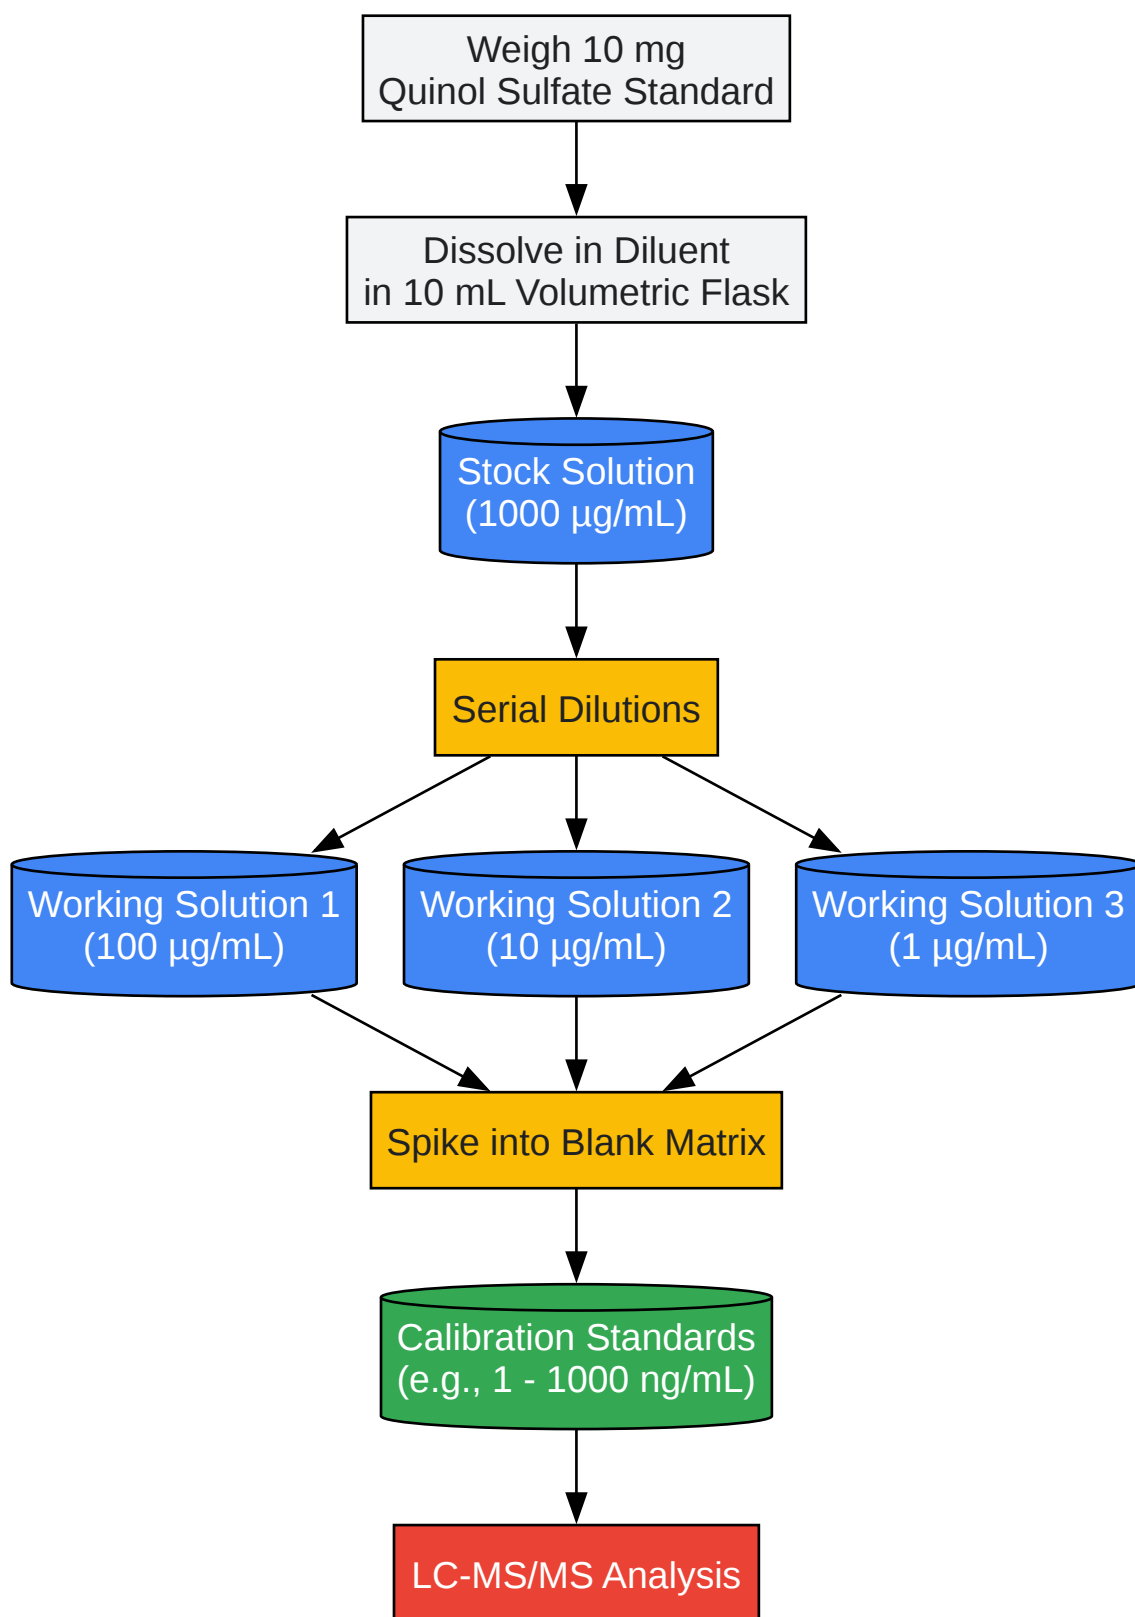 Weigh 10 mg
Quinol Sulfate Standard
Dissolve in Diluent
in 10 mL Volumetric Flask
Stock Solution
(1000 µg/mL)
Serial Dilutions
Working Solution 1
(100 µg/mL)
Working Solution 2
(10 µg/mL)
Working Solution 3
(1 µg/mL)
Spike into Blank Matrix
Calibration Standards
(e.g., 1 - 1000 ng/mL)
LC-MS/MS Analysis